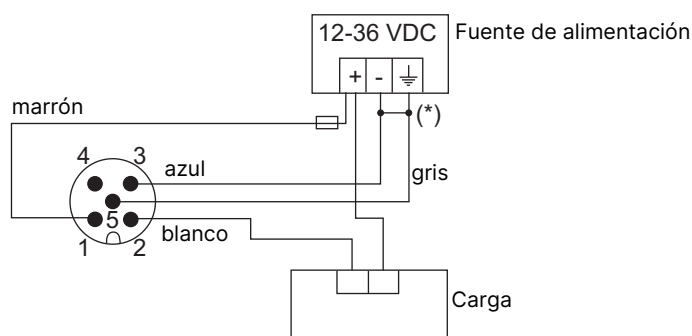 12-36 VDC
Fuente de alimentación
+ -
marrón
(*)
4 3
azul
gris
5
blanco
1 2
Carga